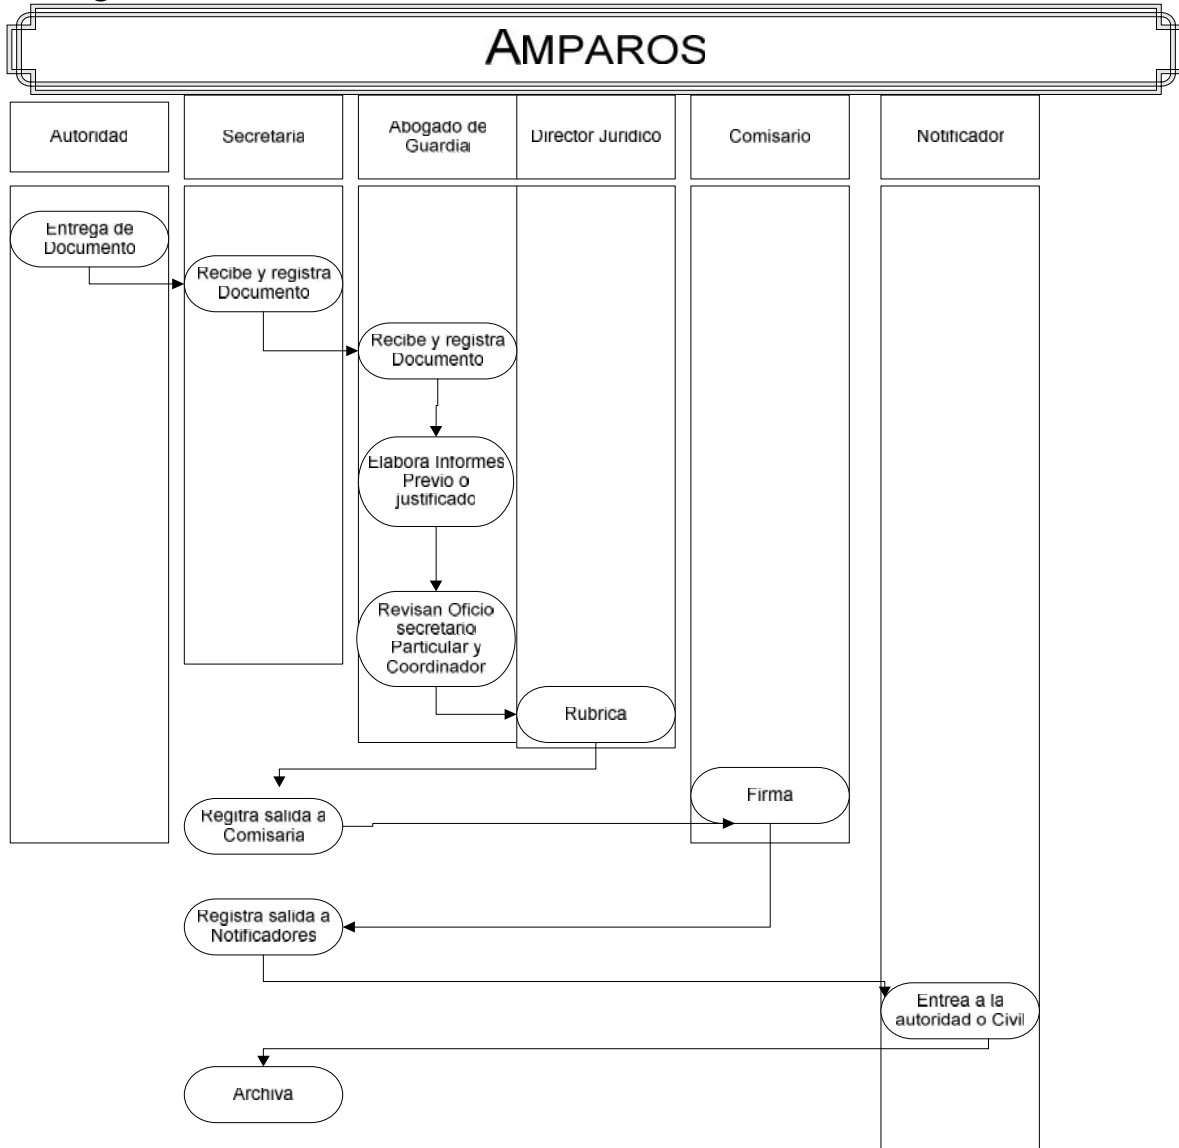 AMPAROS
Autoridad
Secretaria
Abogado de
Guardia
Director Juridico
Comisario
Notificador
Entrega de
Documento
Recibe y registra
Documento
Recibe y registra
Documento
Elabora Informes
Previo o
justificado
Revisan Oficio
secretario
Particular y
Coordinador
Rubrica
Firma
Regitra salida a
Comisaria
Registra salida a
Notificadores
Entrea a la
autoridad o Civil
Archiva